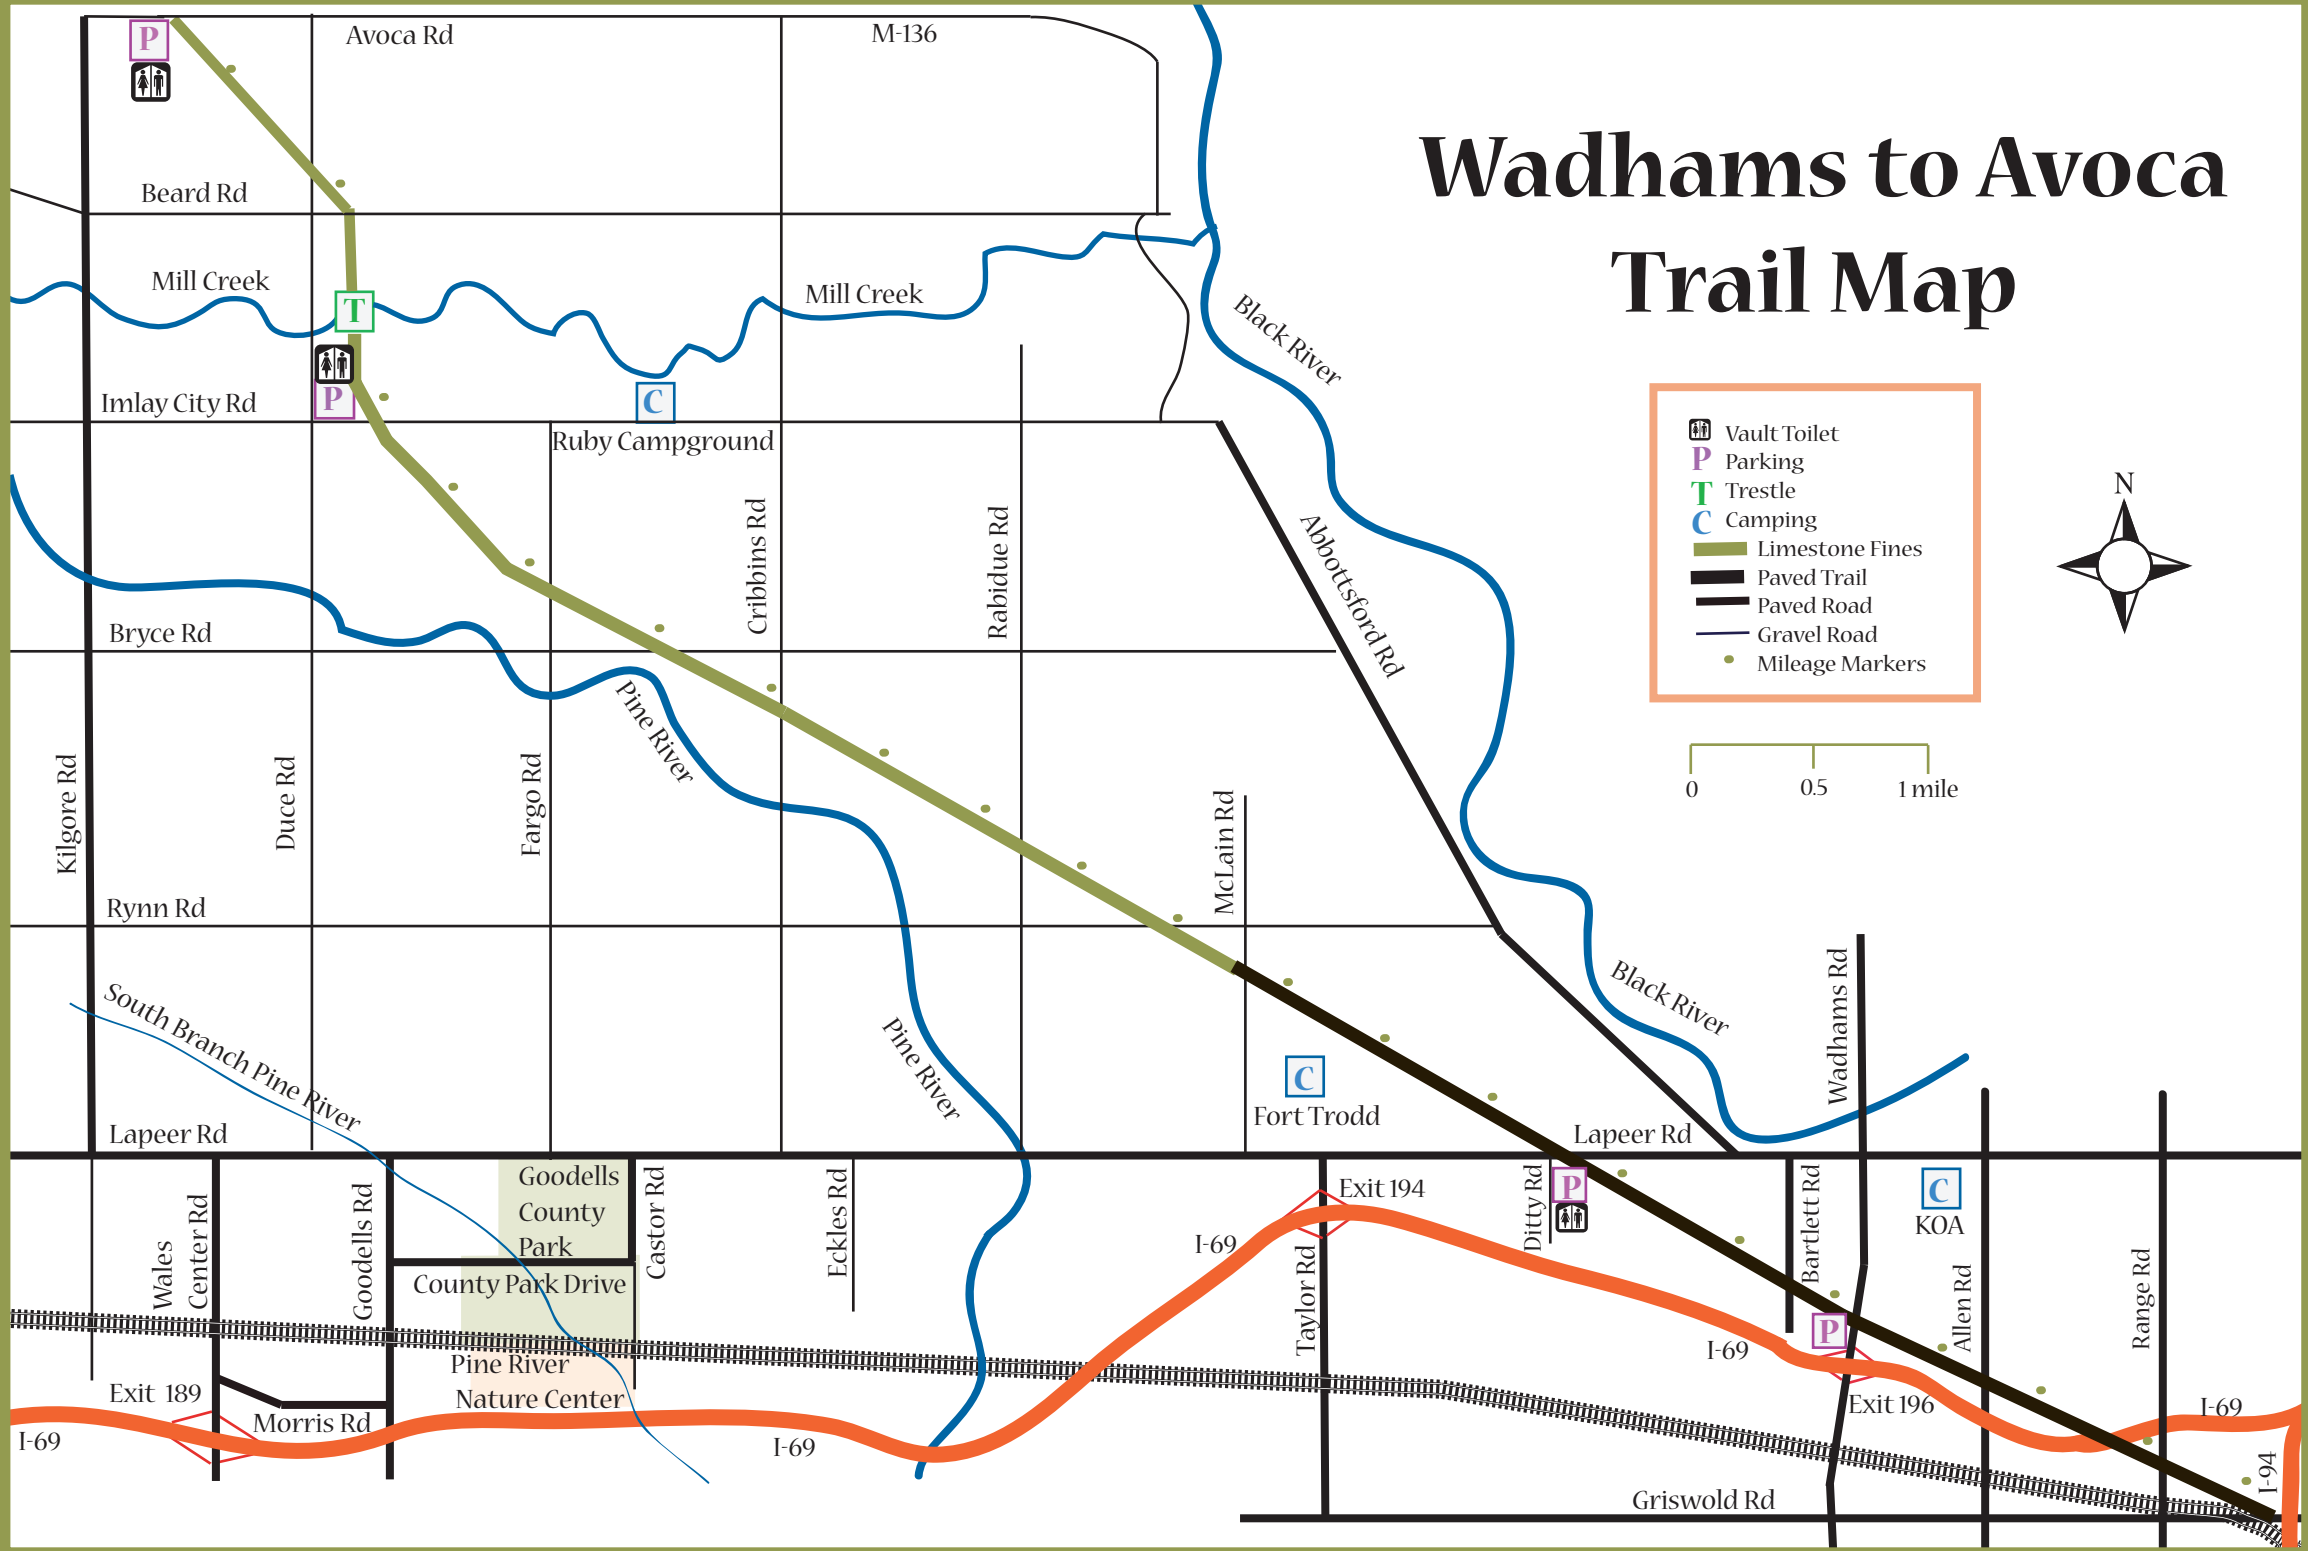 P
Avoca Rd
M-136
Wadhams to Avoca
Trail Map
Beard Rd
Mill Creek
T
Mill Creek
Black River
P
Imlay City Rd
C
Ruby Campground
Vault Toilet
P Parking
T Trestle
C Camping
Limestone Fines
Paved Trail
Paved Road
Gravel Road
Mileage Markers
N
0
0.5
1 mile
Cribbins Rd
Rabidue Rd
Abbottsford Rd
Bryce Rd
Pine River
Kilgore Rd
Duce Rd
Fargo Rd
McLain Rd
Rynn Rd
South Branch Pine River
Black River
Wadhams Rd
Pine River
C
Fort Trodd
Lapeer Rd
Lapeer Rd
Goodells
County
Park
County Park Drive
Wales
Center Rd
Goodells Rd
Castor Rd
Eckles Rd
Exit 194
I-69
Taylor Rd
Ditty Rd
P
Bartlett Rd
C
KOA
Allen Rd
Range Rd
P
I-69
Pine River
Nature Center
Exit 189
Morris Rd
I-69
I-69
Exit 196
I-69
I-94
Griswold Rd